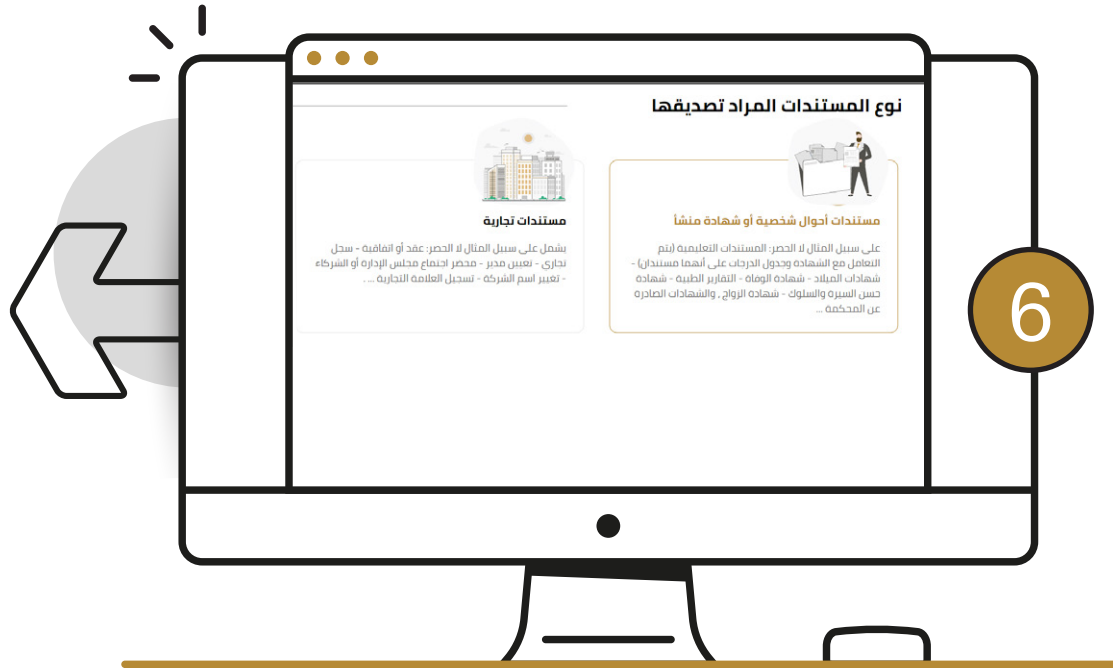 نوع المستندات المراد تصديقها
مستندات أحوال شخصية أو شهادة منشأ
على سبيل المثال لا الحصر: المستندات التعليمية (يتم
التعامل مع الشهادة وجدول الدرجات على أنهما مستندان) -
شهادات الميلاد - شهادة الوفاة - التقارير الطبية - شهادة
حسن السيرة والسلوك - شهادة الزواج , والشهادات الصادرة
عن المحكمة ...
مستندات تجارية
يشمل على سبيل المثال لا الحصر: عقد أو اتفاقية - سجل
تجاري - تعيين مدير - محضر اجتماع مجلس الإدارة أو الشركاء
- تغيير اسم الشركة - تسجيل العلامة التجارية ... .
6